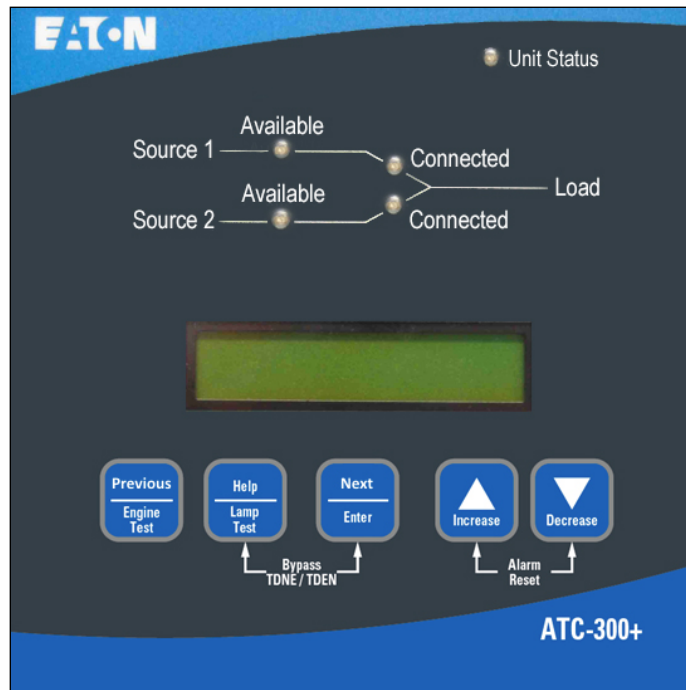 EATON
Unit Status
Available
Source 1
Connected
Load
Available
Source 2
Connected
Previous
Engine
Test
Help
Lamp
Test
Next
Enter
Increase
Decrease
Bypass
TDNE / TDEN
Alarm
Reset
ATC-300+